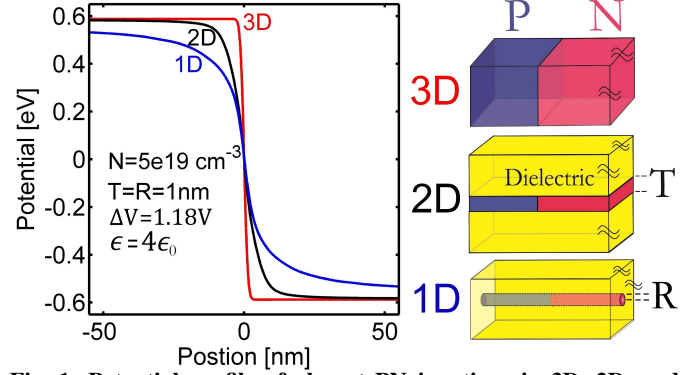 0.6
0.4
0.2
0
-0.2
-0.4
-0.6
Potential [eV]
3D
2D
1D
N=5e19 cm⁻³
T=R=1nm
ΔV=1.18V
ϵ=4ϵ₀
-50
0
50
Postion [nm]
P N
3D
2D
Dielectric
T
1D
R